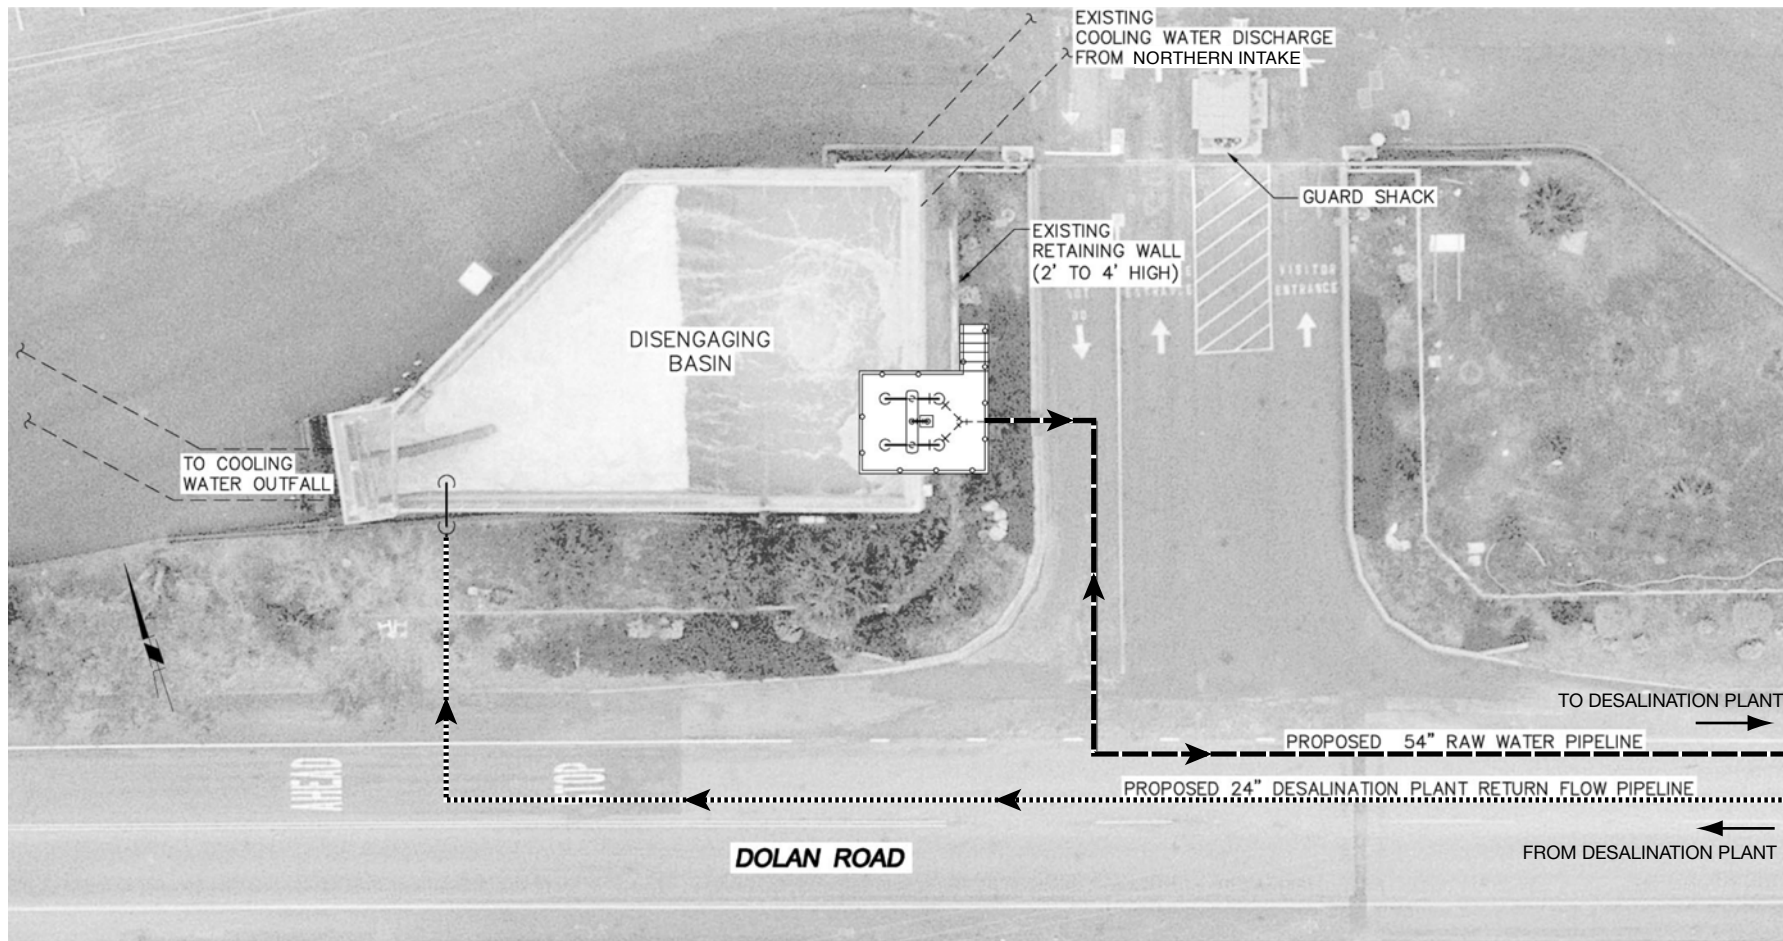 EXISTING
COOLING WATER DISCHARGE
FROM NORTHERN INTAKE
GUARD SHACK
EXISTING
RETAINING WALL
(2' TO 4' HIGH)
VISITOR
ENTRANCE
DISENGAGING
BASIN
TO COOLING
WATER OUTFALL
TO DESALINATION PLANT
PROPOSED 54" RAW WATER PIPELINE
AHEAD
PROPOSED 24" DESALINATION PLANT RETURN FLOW PIPELINE
DOLAN ROAD
FROM DESALINATION PLANT